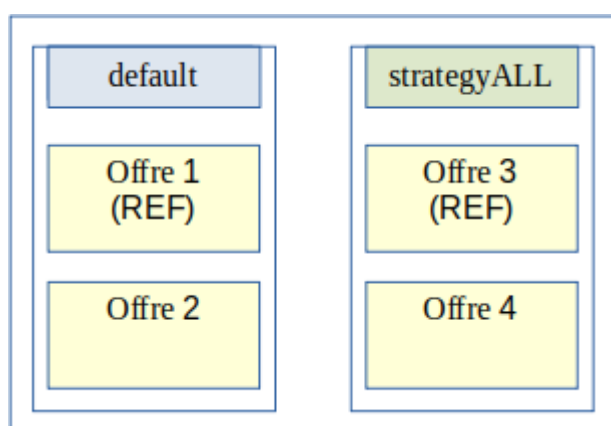 default
Offre 1
(REF)
Offre 2
strategyALL
Offre 3
(REF)
Offre 4